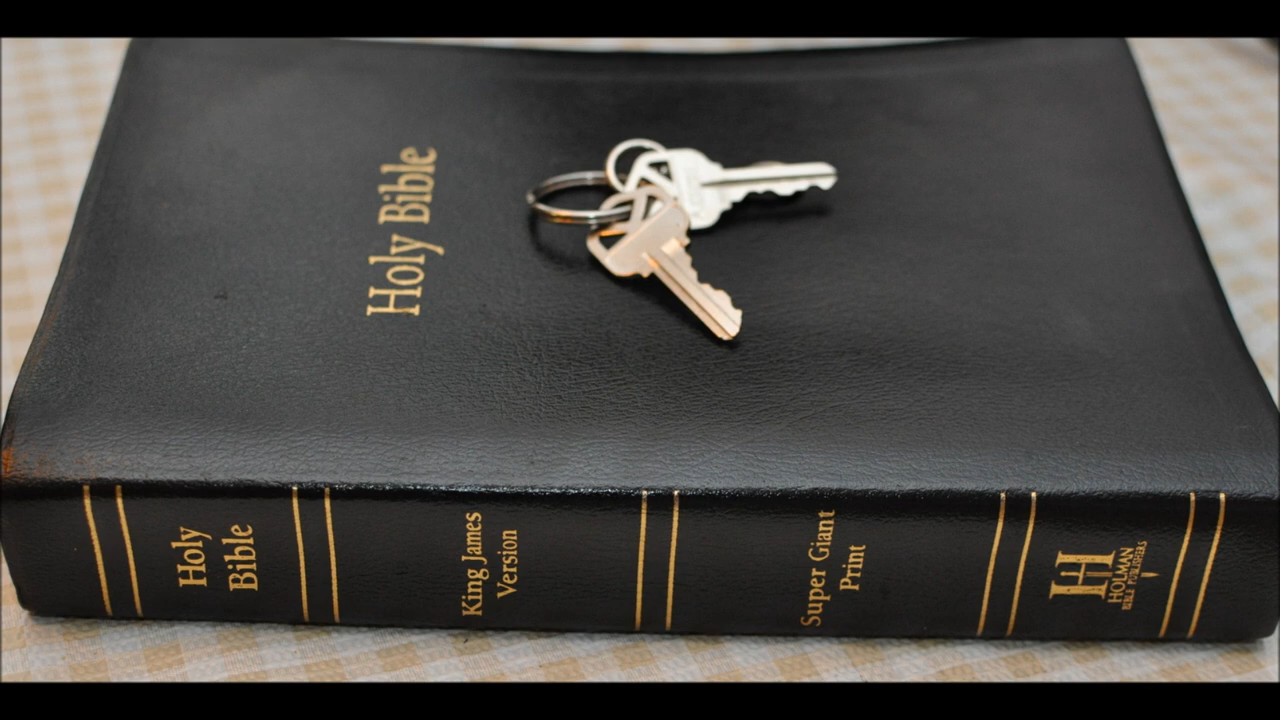 Holy Bible
Holy
Bible
King James
Version
Super Giant
Print
HOLMAN
BIBLE PUBLISHERS